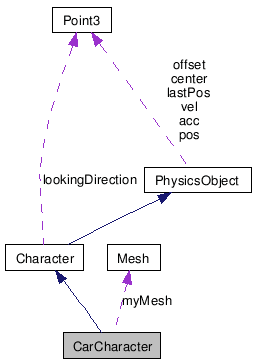 Point3
offset
center
lastPos
vel
acc
pos
lookingDirection
PhysicsObject
Character
Mesh
myMesh
CarCharacter